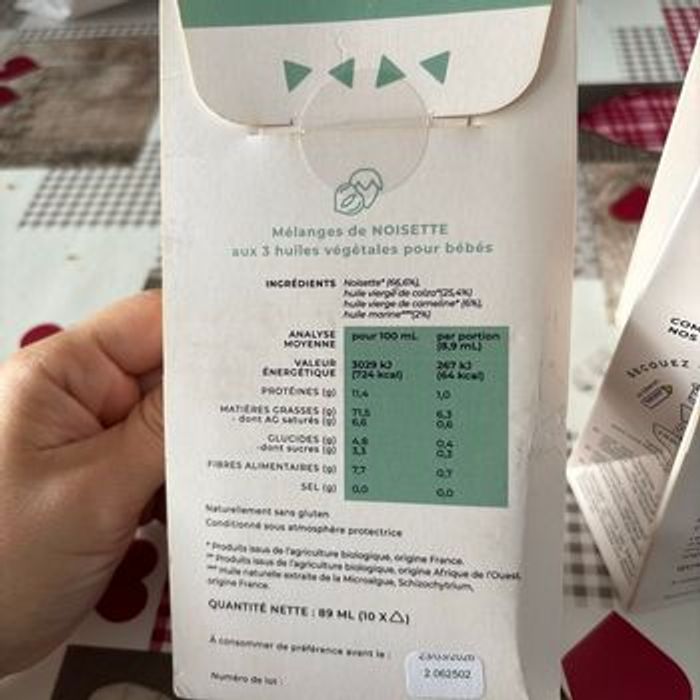 Mélanges de NOISETTE
aux 3 huiles végétales pour bébés
INGRÉDIENTS Noisette* (66,6%),
huile vierge de colza*(25,4%)
huile vierge de cameline* (6%),
huile marine***(2%)
ANALYSE MOYENNE pour 100 mL par portion (8,9 mL)
VALEUR ÉNERGÉTIQUE 3029 kJ (724 kcal) 267 kJ (64 kcal)
PROTÉINES (g) 11,4 1,0
MATIÈRES GRASSES (g) 71,5 6,3
- dont AG saturés (g) 6,6 0,6
GLUCIDES (g) 4,8 0,4
-dont sucres (g) 3,3 0,3
FIBRES ALIMENTAIRES (g) 7,7 0,7
SEL (g) 0,0 0,0
Naturellement sans gluten
Conditionné sous atmosphère protectrice
* Produits issus de l'agriculture biologique, origine France.
** Produits issus de l'agriculture biologique, origine Afrique de l'Ouest.
*** Huile naturelle extraite de la Microalgue, Schizochytrium,
origine France.
QUANTITÉ NETTE : 89 ML (10 X)
À consommer de préférence avant le :
Numéro de lot : 2 062502
SECOUEZ